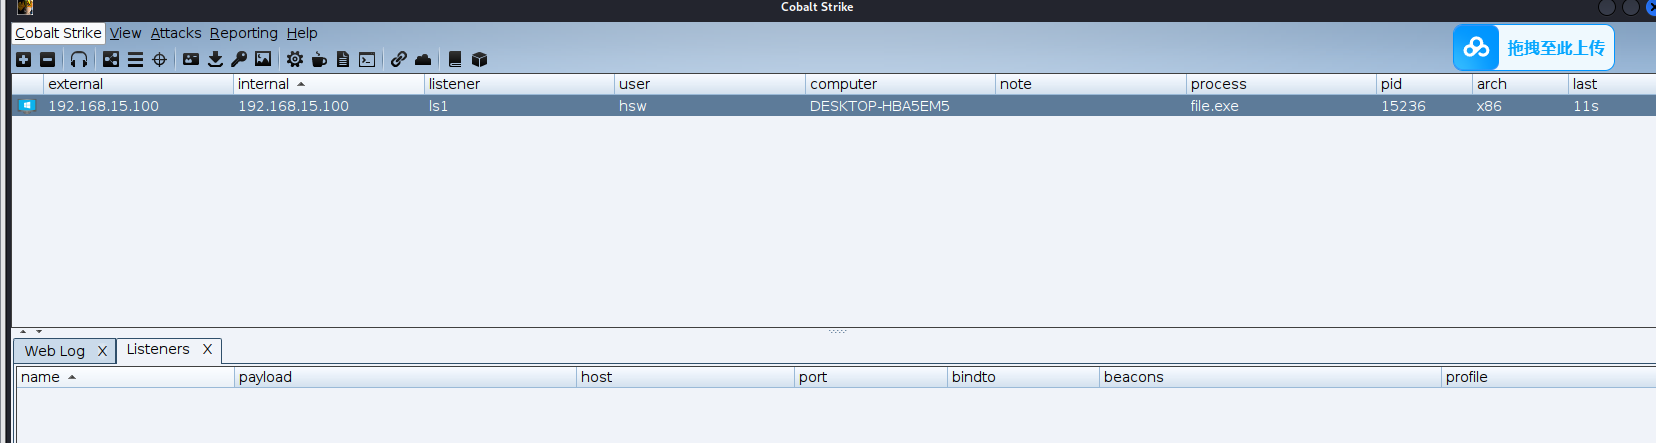 Cobalt Strike
Cobalt Strike View Attacks Reporting Help
拖拽至此上传
external internal listener user computer note process pid arch last
192.168.15.100 192.168.15.100 ls1 hsw DESKTOP-HBA5EM5 file.exe 15236 x86 11s
Web Log X Listeners X
name payload host port bindto beacons profile